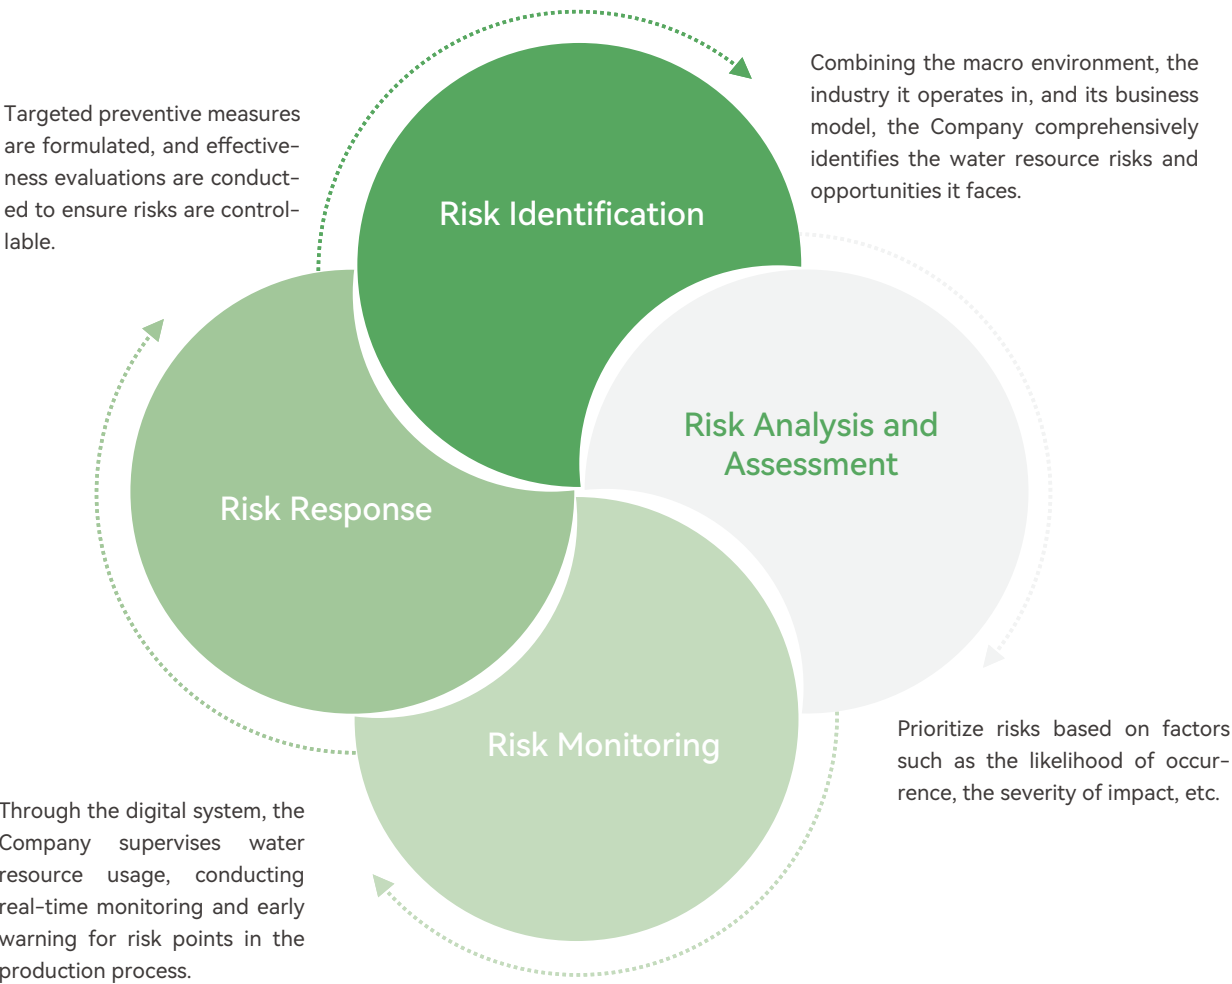 Risk Identification
Combining the macro environment, the
industry it operates in, and its business
model, the Company comprehensively
identifies the water resource risks and
opportunities it faces.
Risk Analysis and
Assessment
Prioritize risks based on factors
such as the likelihood of occur-
rence, the severity of impact, etc.
Risk Monitoring
Through the digital system, the
Company supervises water
resource usage, conducting
real-time monitoring and early
warning for risk points in the
production process.
Risk Response
Targeted preventive measures
are formulated, and effective-
ness evaluations are conduct-
ed to ensure risks are control-
lable.